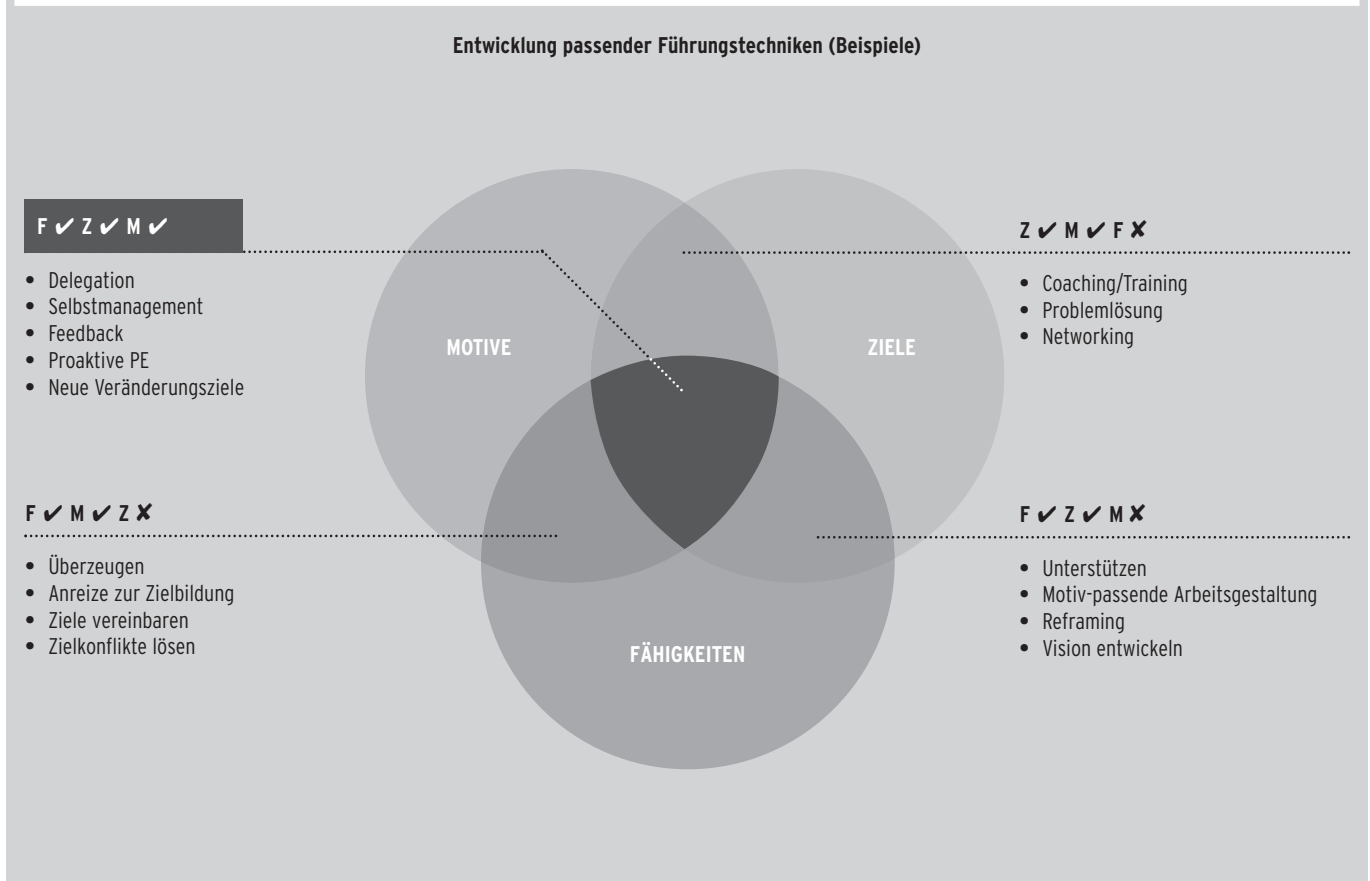 Entwicklung passender Führungstechniken (Beispiele)
F ✔ Z ✔ M ✔
• Delegation
• Selbstmanagement
• Feedback
• Proaktive PE
• Neue Veränderungsziele
MOTIVE
ZIELE
Z ✔ M ✔ F ✘
• Coaching/Training
• Problemlösung
• Networking
F ✔ M ✔ Z ✘
• Überzeugen
• Anreize zur Zielbildung
• Ziele vereinbaren
• Zielkonflikte lösen
FÄHIGKEITEN
F ✔ Z ✔ M ✘
• Unterstützen
• Motiv-passende Arbeitsgestaltung
• Reframing
• Vision entwickeln